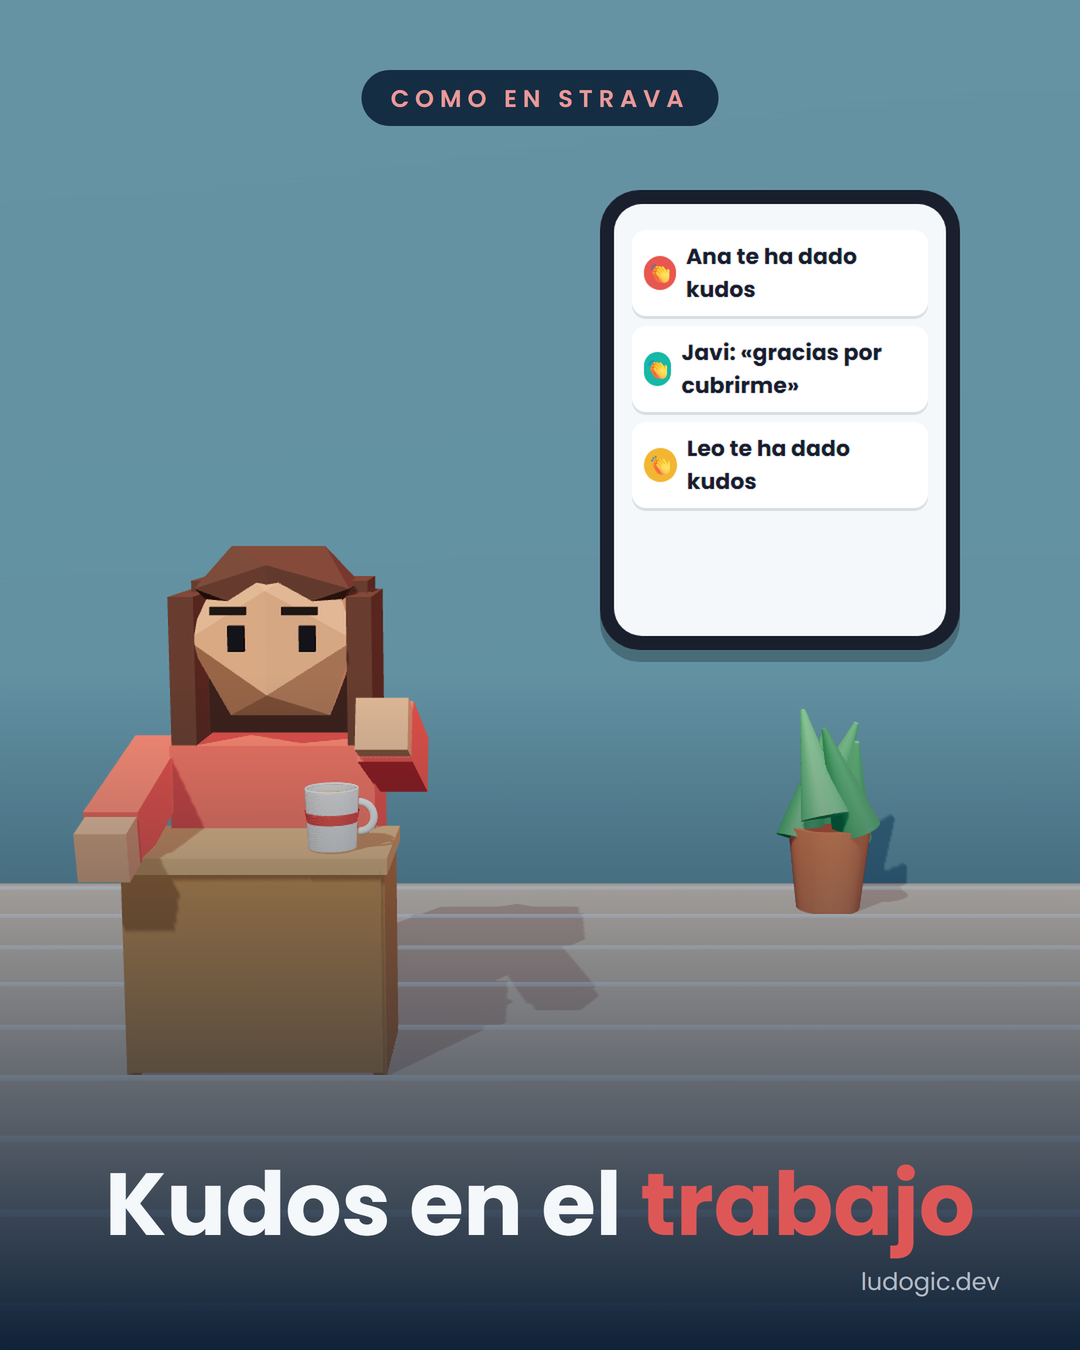 COMO EN STRAVA
Ana te ha dado
kudos
Javi: «gracias por
cubrirme»
Leo te ha dado
kudos
Kudos en el trabajo
ludogic.dev